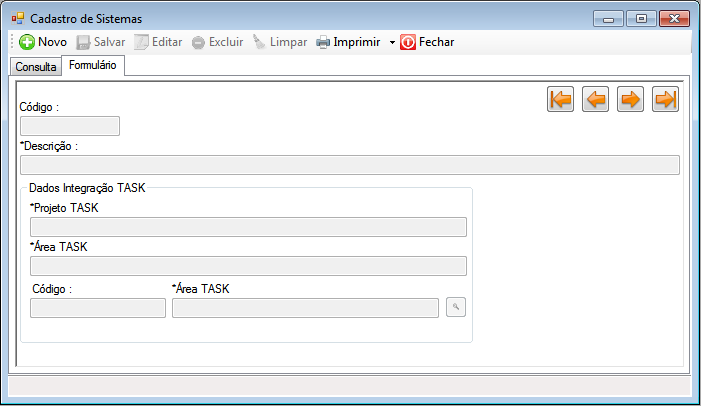 Cadastro de Sistemas
Novo Salvar Editar Excluir Limpar Imprimir Fechar
Consulta Formulário
Código :
*Descrição :
Dados Integração TASK
*Projeto TASK
*Área TASK
Código : *Área TASK